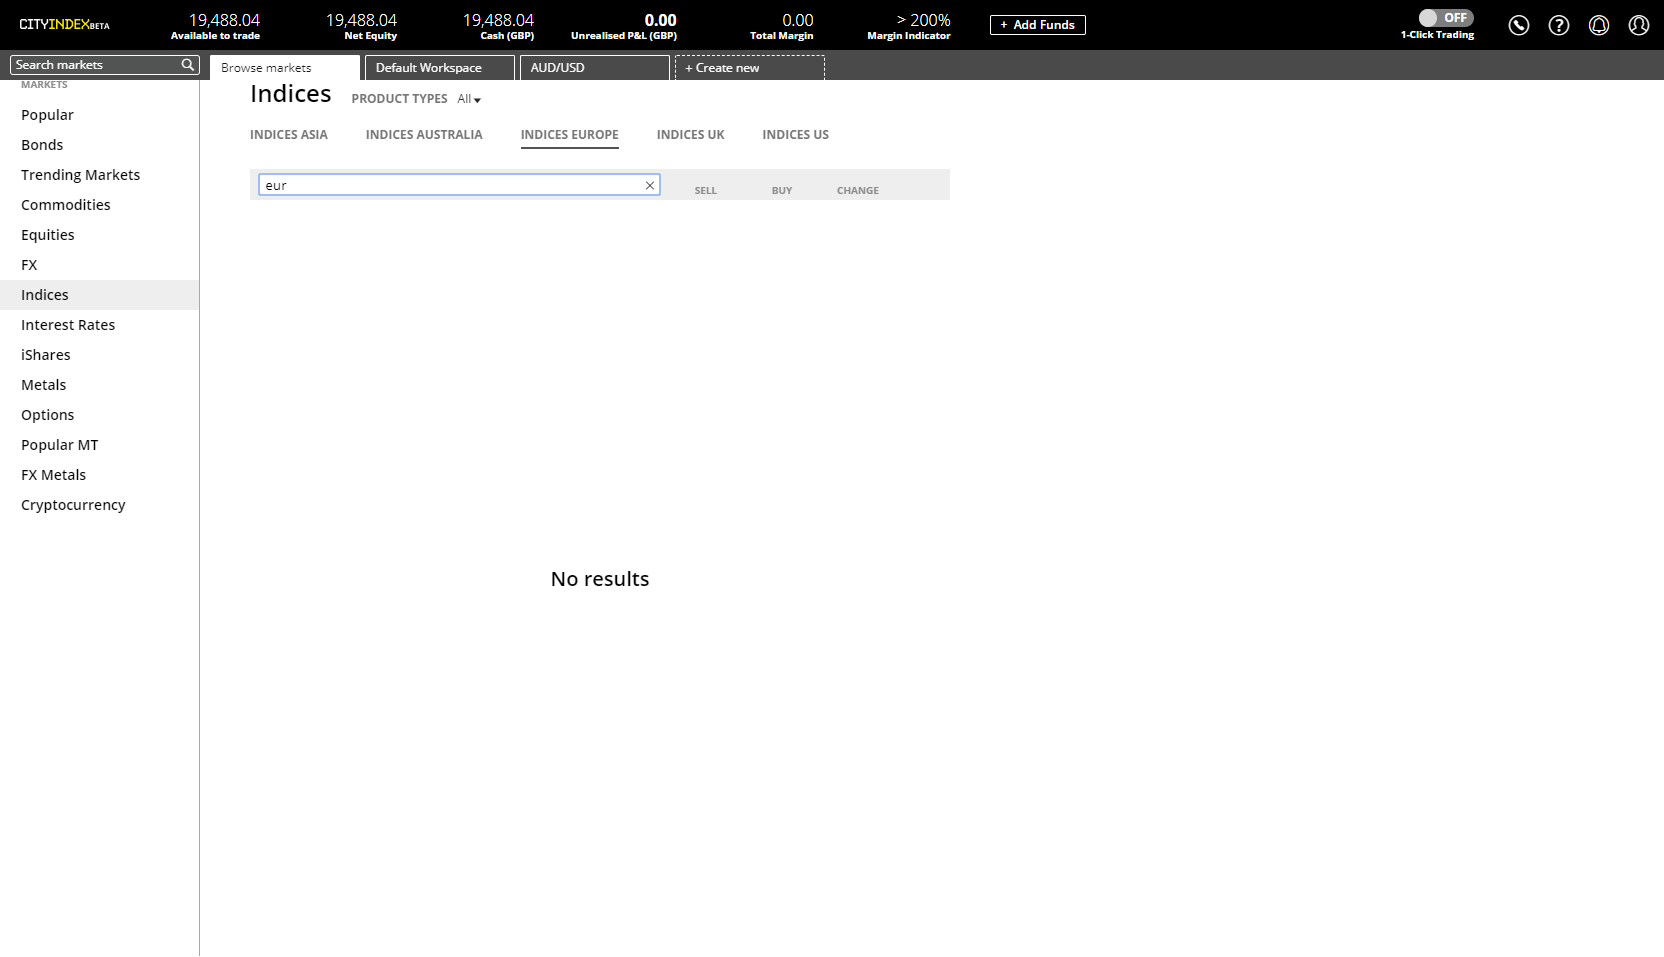 CITYINDEXBETA
19,488.04 19,488.04 19,488.04 0.00 0.00 > 200%
Available to trade Net Equity Cash (GBP) Unrealised P&L (GBP) Total Margin Margin Indicator
+ Add Funds
OFF
1-Click Trading
Search markets
Browse markets
Default Workspace
AUD/USD
+ Create new
MARKETS
Popular
Bonds
Trending Markets
Commodities
Equities
FX
Indices
Interest Rates
iShares
Metals
Options
Popular MT
FX Metals
Cryptocurrency
Indices PRODUCT TYPES All
INDICES ASIA INDICES AUSTRALIA INDICES EUROPE INDICES UK INDICES US
eur SELL BUY CHANGE
No results